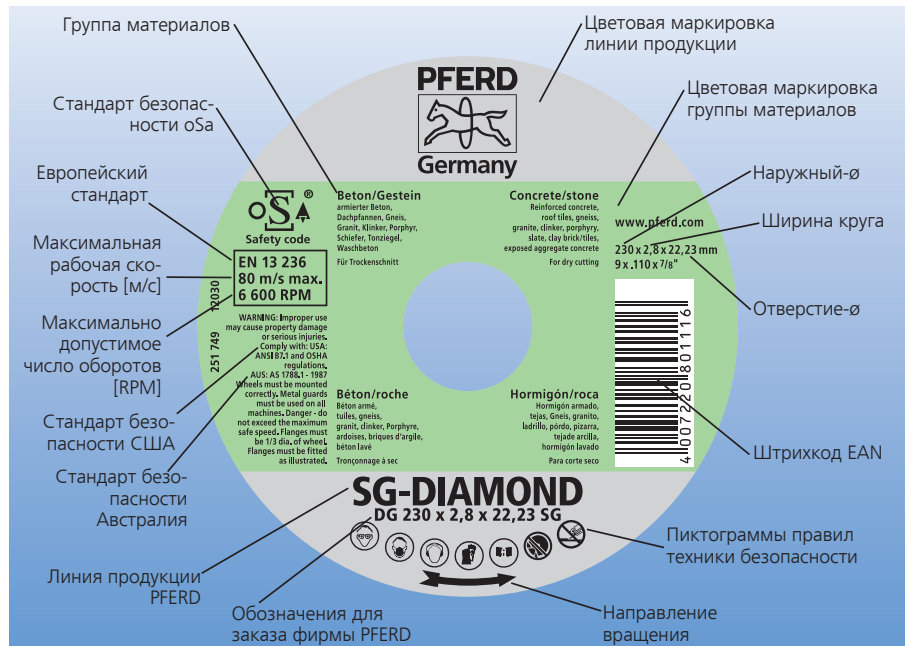 Группа материалов
Цветовая маркировка
линии продукции
Стандарт безопас-
ности oSa
Цветовая маркировка
группы материалов
Европейский
стандарт
Наружный-ø
Ширина круга
Максимальная
рабочая ско-
рость [м/с]
Отверстие-ø
Максимально
допустимое
число оборотов
[RPM]
Стандарт безо-
пасности США
Штрихкод EAN
Стандарт безо-
пасности
Австралия
Пиктограммы правил
техники безопасности
Линия продукции
PFERD
Обозначения для
заказа фирмы PFERD
Направление
вращения
PFERD
Germany
oSa ®
Safety code
EN 13 236
80 m/s max.
6 600 RPM
251 749 12030
WARNING: Improper use
may cause property damage
or serious injuries.
Comply with: USA:
ANSI B7.1 and OSHA
regulations.
AUS: AS 1788.1 - 1987
Wheels must be mounted
correctly. Metal guards
must be used on all
machines. Danger - do
not exceed the maximum
safe speed. Flanges must
be 1/3 dia. of wheel.
Flanges must be fitted
as illustrated.
Beton/Gestein
armierter Beton,
Dachpfannen, Gneis,
Granit, Klinker, Porphyr,
Schiefer, Tonziegel,
Waschbeton
Für Trockenschnitt
Concrete/stone
Reinforced concrete,
roof tiles, gneiss,
granite, clinker, porphyry,
slate, clay brick/tiles,
exposed aggregate concrete
For dry cutting
www.pferd.com
230 x 2,8 x 22,23 mm
9 x .110 x 7/8"
4 007220 801116
Béton/roche
Béton armé,
tuiles, gneiss,
granit, clinker, Porphyre,
ardoises, briques d'argile,
béton lavé
Tronçonnage à sec
Hormigón/roca
Hormigón armado,
tejas, Gneis, granito,
ladrillo, pórdo, pizarra,
tejade arcilla,
hormigón lavado
Para corte seco
SG-DIAMOND
DG 230 x 2,8 x 22,23 SG